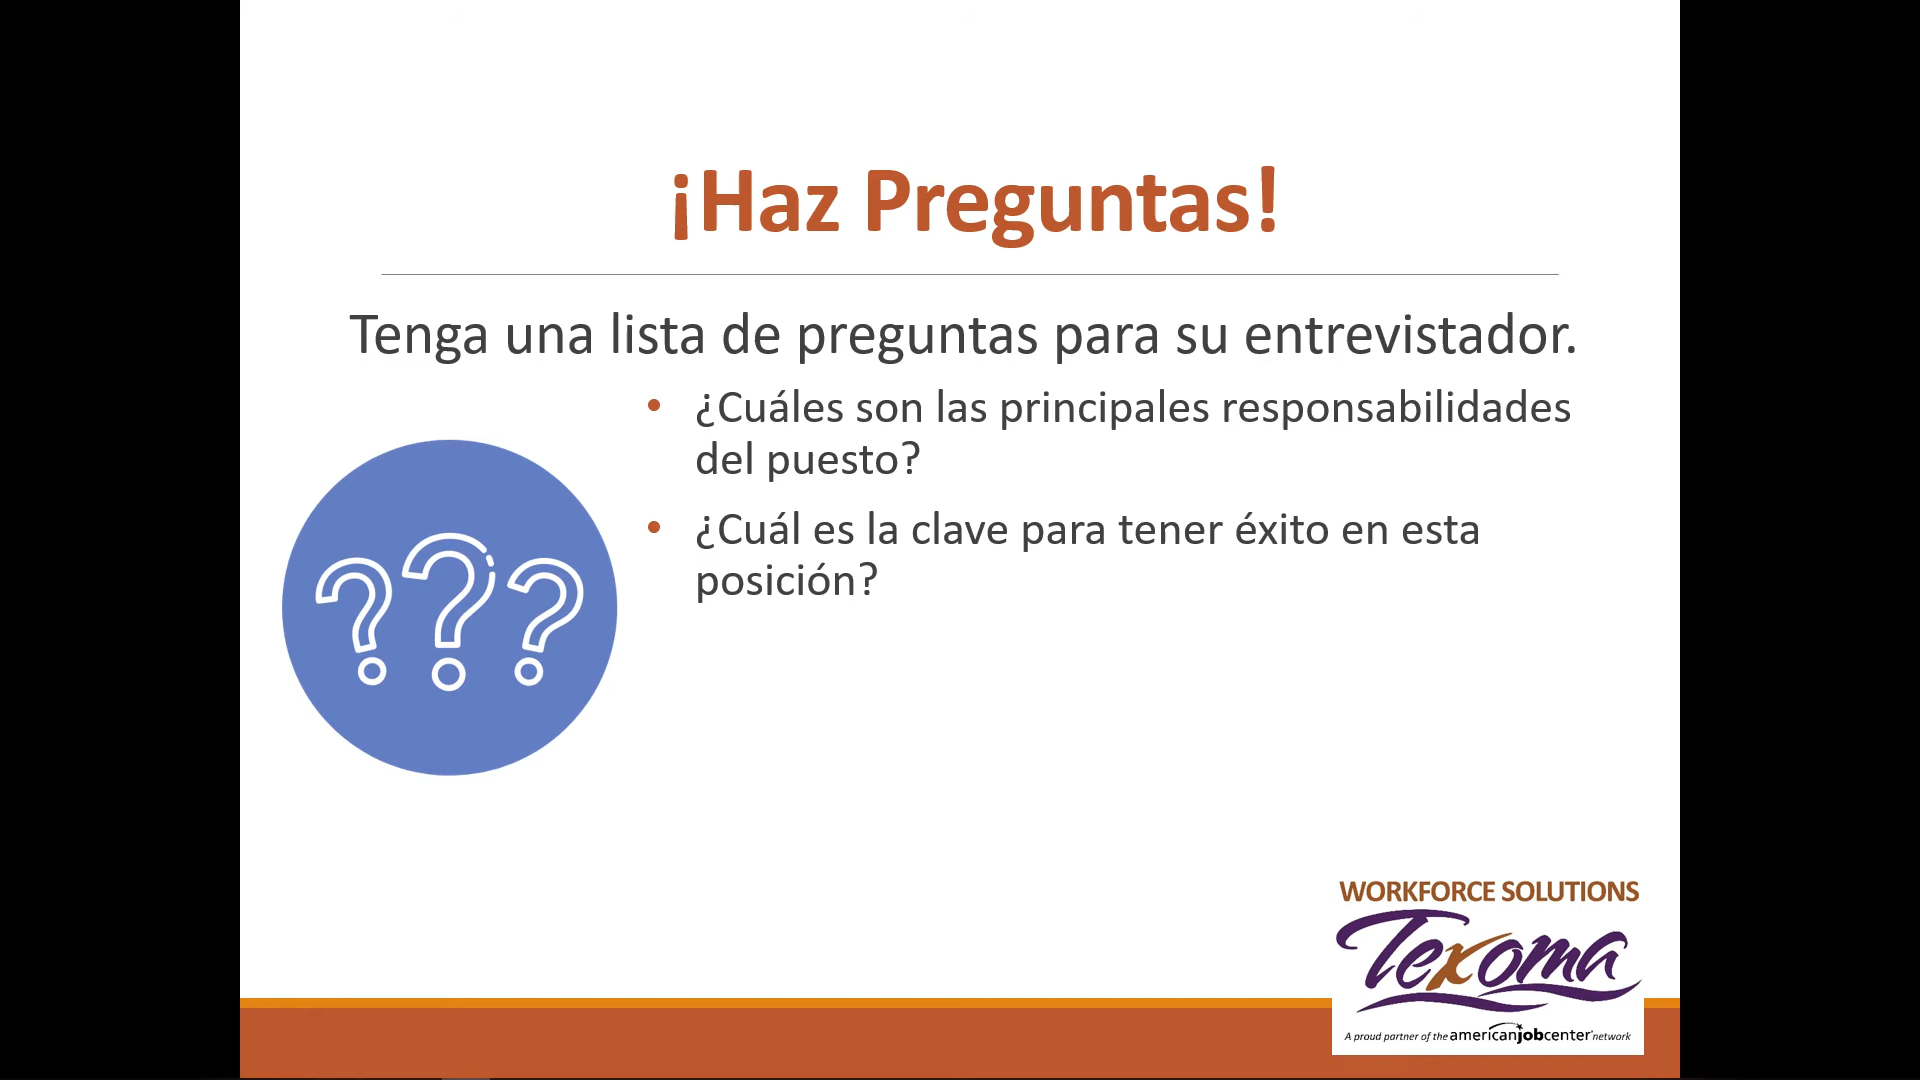 ¡Haz Preguntas!
Tenga una lista de preguntas para su entrevistador.
• ¿Cuáles son las principales responsabilidades
del puesto?
• ¿Cuál es la clave para tener éxito en esta
posición?
???
WORKFORCE SOLUTIONS
Texoma
A proud partner of the americanjobcenter network